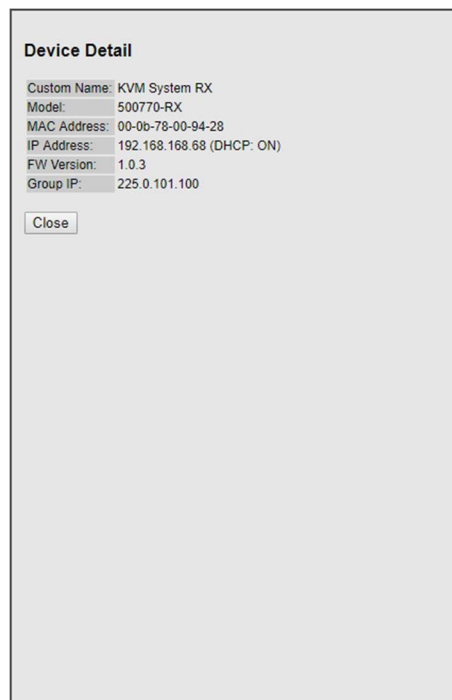 Device Detail
Custom Name: KVM System RX
Model: 500770-RX
MAC Address: 00-0b-78-00-94-28
IP Address: 192.168.168.68 (DHCP: ON)
FW Version: 1.0.3
Group IP: 225.0.101.100
Close